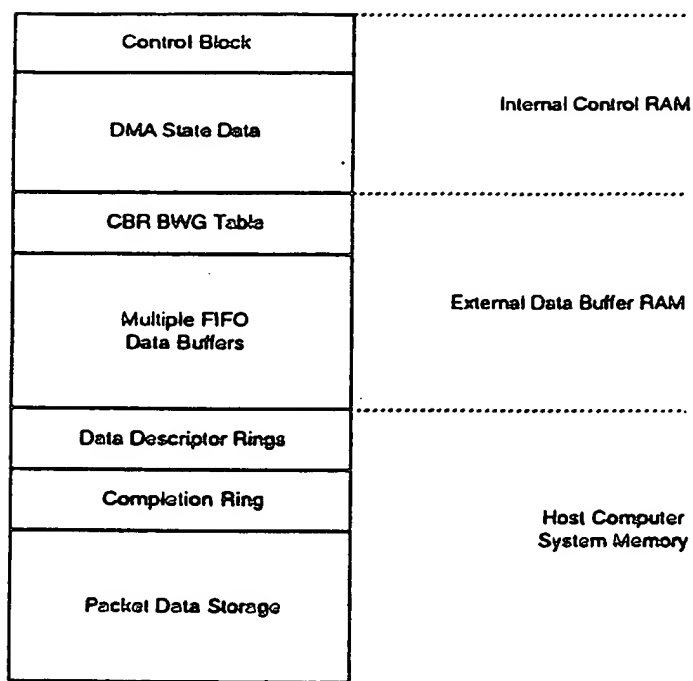 Control Block
Internal Control RAM
DMA State Data
CBR BWG Table
External Data Buffer RAM
Multiple FIFO
Data Buffers
Data Descriptor Rings
Completion Ring
Host Computer
System Memory
Packet Data Storage